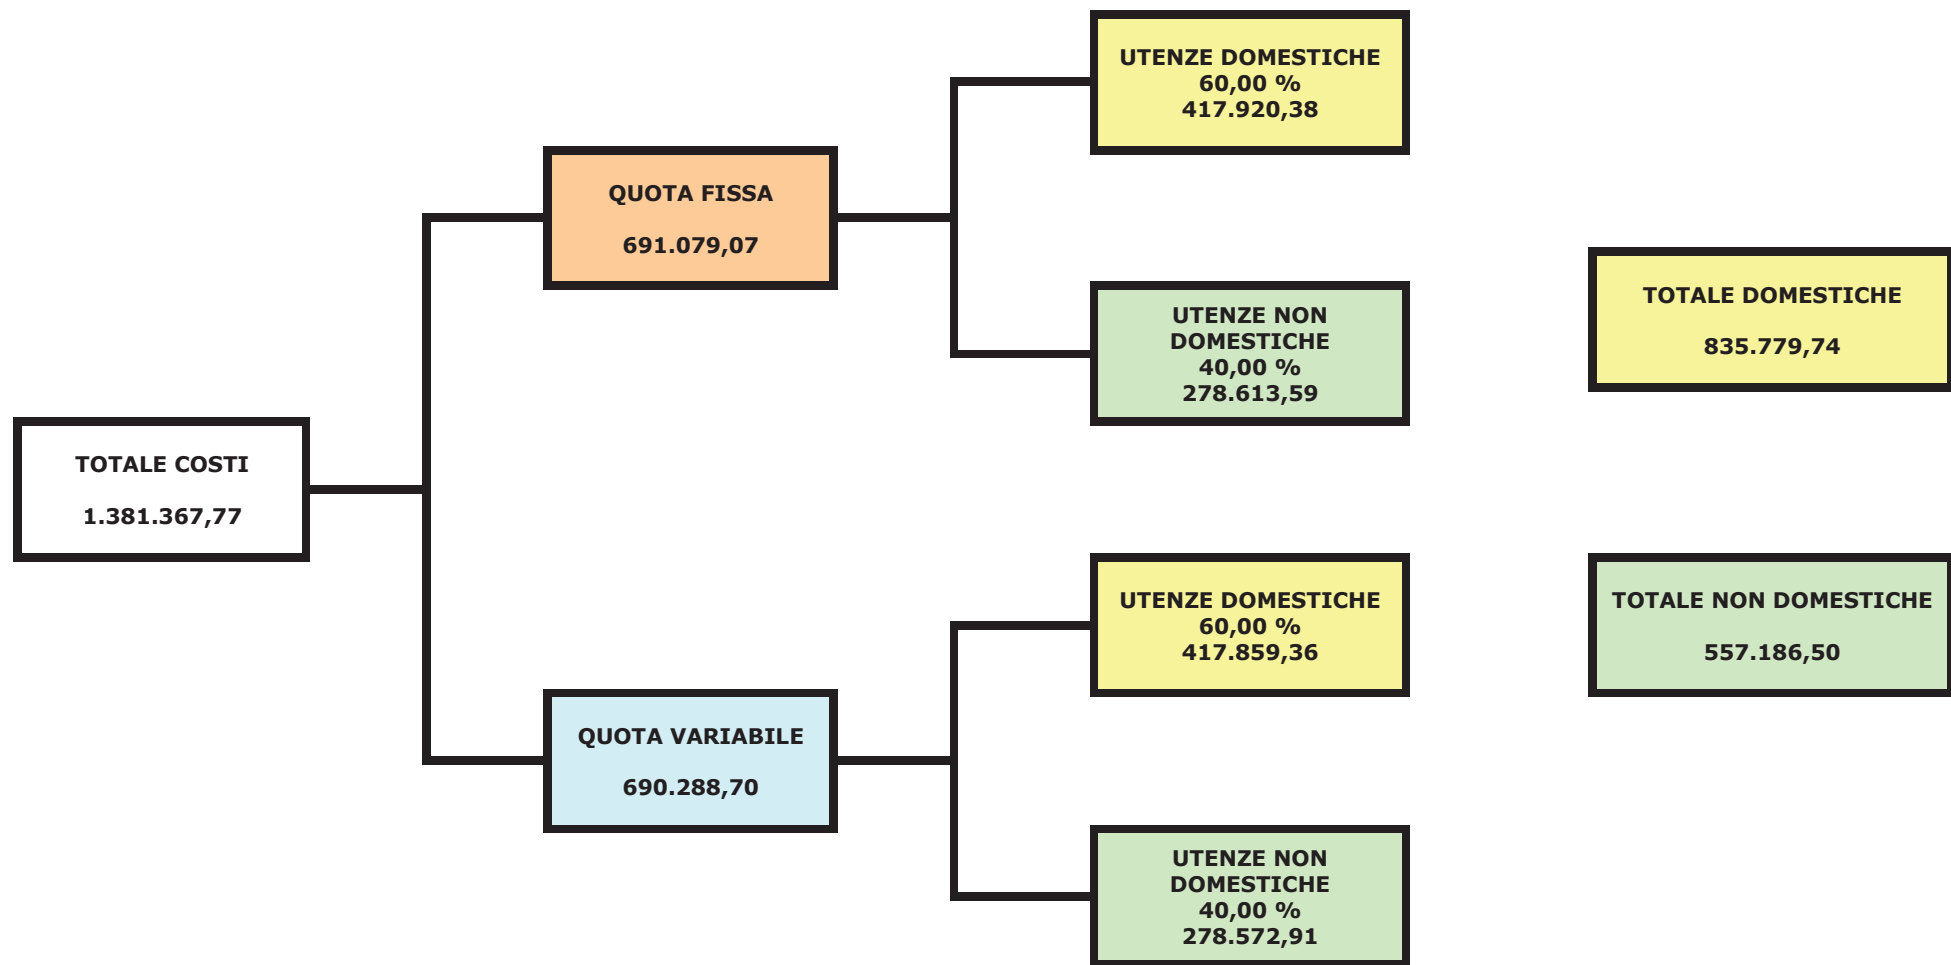 TOTALE COSTI
1.381.367,77
QUOTA FISSA
691.079,07
UTENZE DOMESTICHE
60,00 %
417.920,38
UTENZE NON
DOMESTICHE
40,00 %
278.613,59
QUOTA VARIABILE
690.288,70
UTENZE DOMESTICHE
60,00 %
417.859,36
UTENZE NON
DOMESTICHE
40,00 %
278.572,91
TOTALE DOMESTICHE
835.779,74
TOTALE NON DOMESTICHE
557.186,50